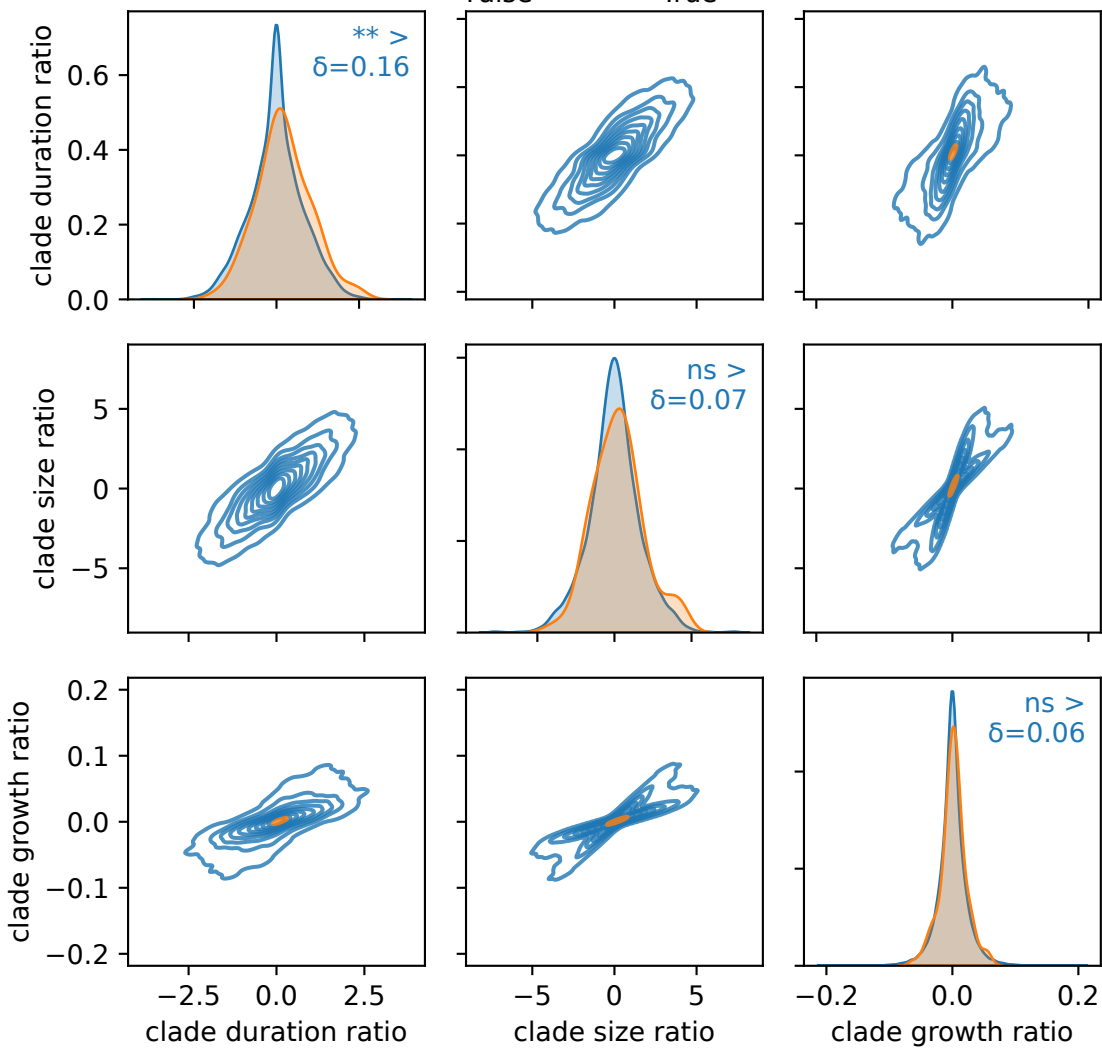 False True
clade duration ratio
0.6
0.4
0.2
0.0
** >
δ=0.16
clade size ratio
5
0
−5
ns >
δ=0.07
clade growth ratio
0.2
0.1
0.0
−0.1
−0.2
ns >
δ=0.06
−2.5 0.0 2.5
−5 0 5
−0.2 0.0 0.2
clade duration ratio
clade size ratio
clade growth ratio